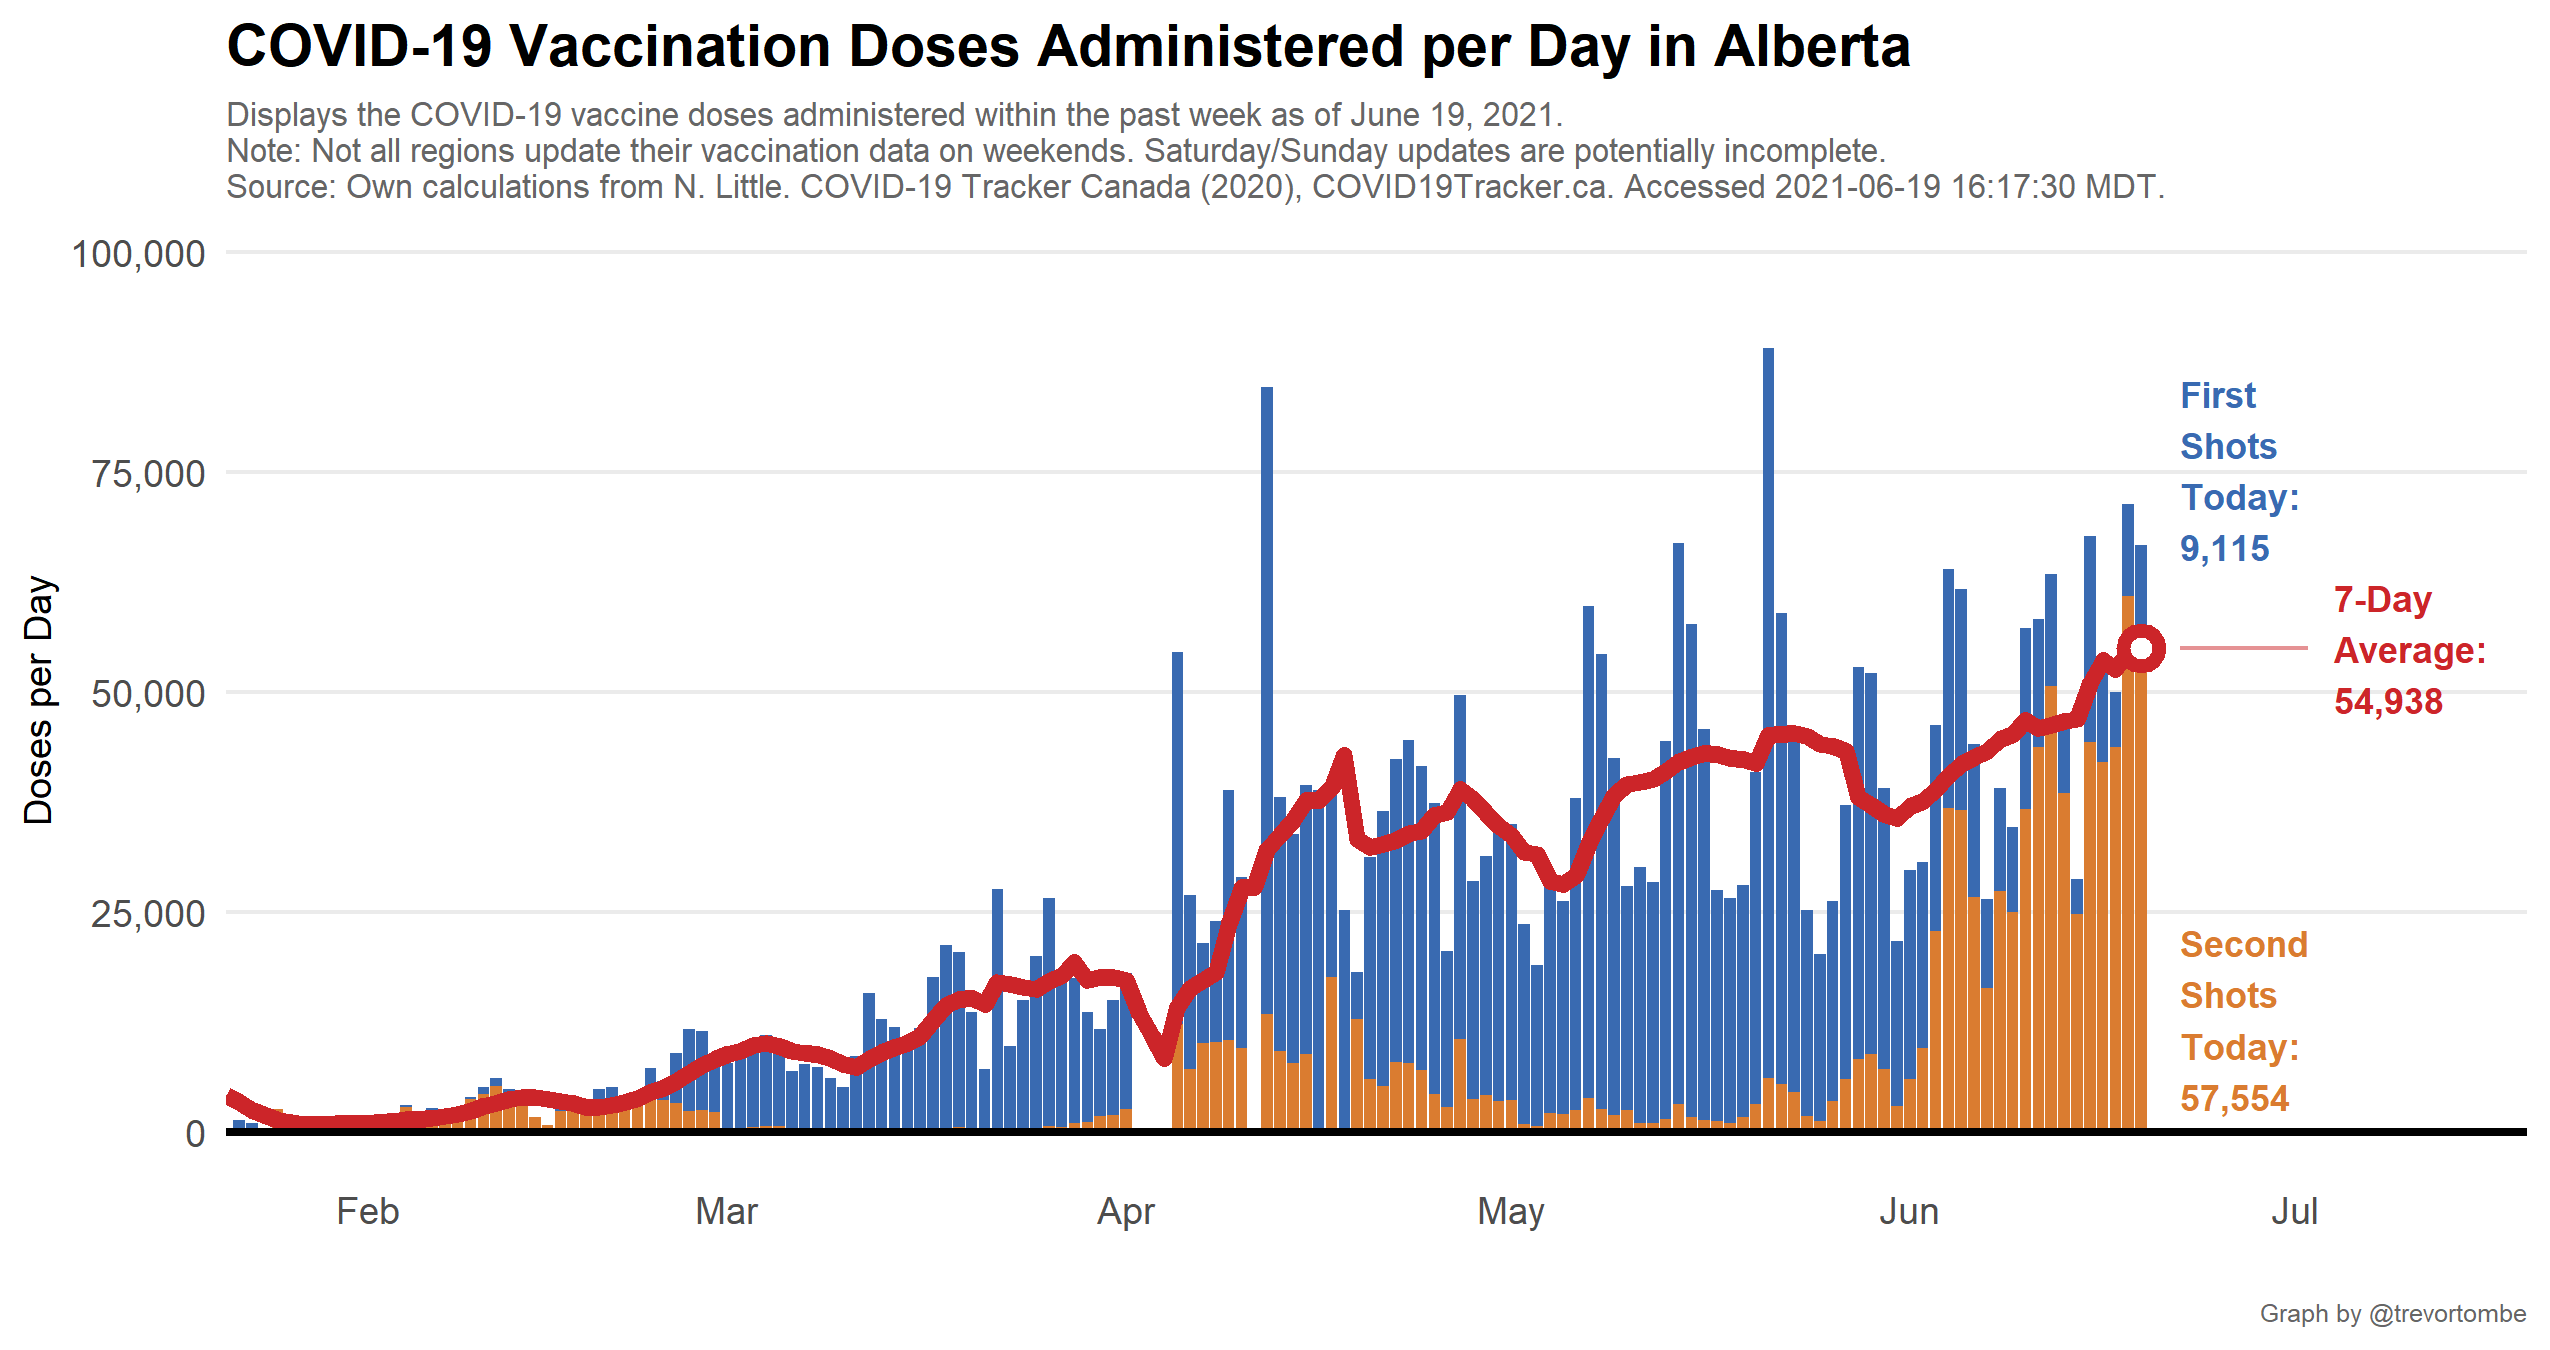 COVID-19 Vaccination Doses Administered per Day in Alberta
Displays the COVID-19 vaccine doses administered within the past week as of June 19, 2021.
Note: Not all regions update their vaccination data on weekends. Saturday/Sunday updates are potentially incomplete.
Source: Own calculations from N. Little. COVID-19 Tracker Canada (2020), COVID19Tracker.ca. Accessed 2021-06-19 16:17:30 MDT.
Doses per Day
100,000
75,000
50,000
25,000
0
First
Shots
Today:
9,115
7-Day
Average:
54,938
Second
Shots
Today:
57,554
Feb
Mar
Apr
May
Jun
Jul
Graph by @trevortombe